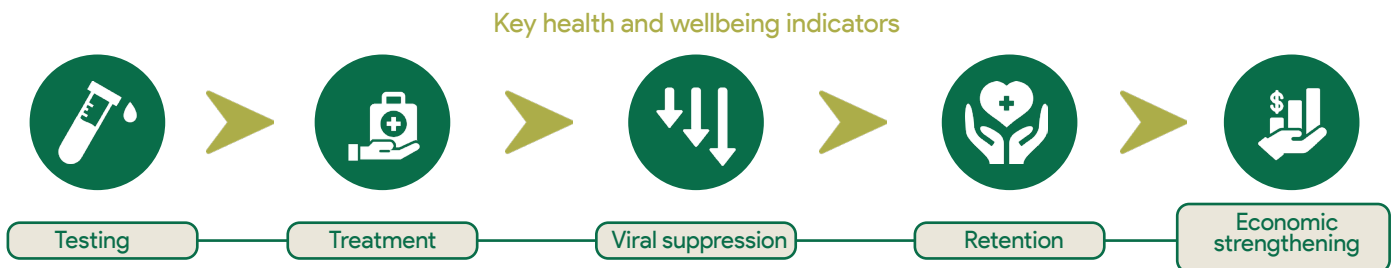 Key health and wellbeing indicators
$
Testing
Treatment
Viral suppression
Retention
Economic
strengthening